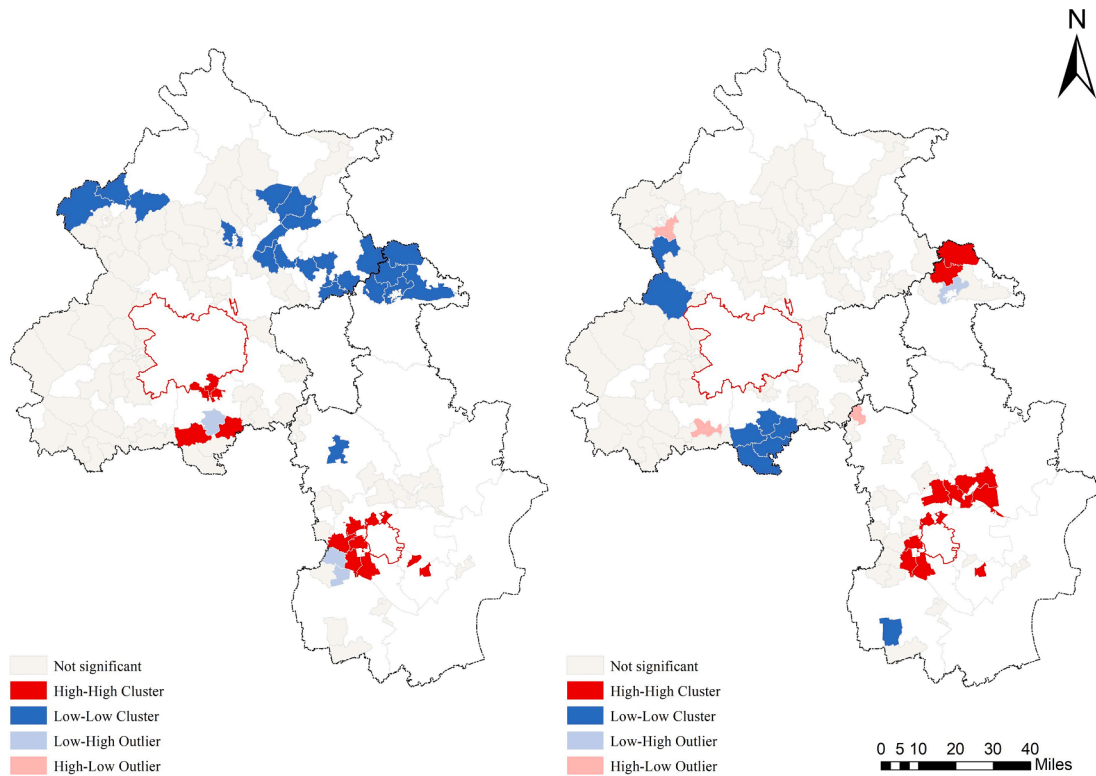 N
Not significant
High-High Cluster
Low-Low Cluster
Low-High Outlier
High-Low Outlier
Not significant
High-High Cluster
Low-Low Cluster
Low-High Outlier
High-Low Outlier
0 5 10 20 30 40
Miles